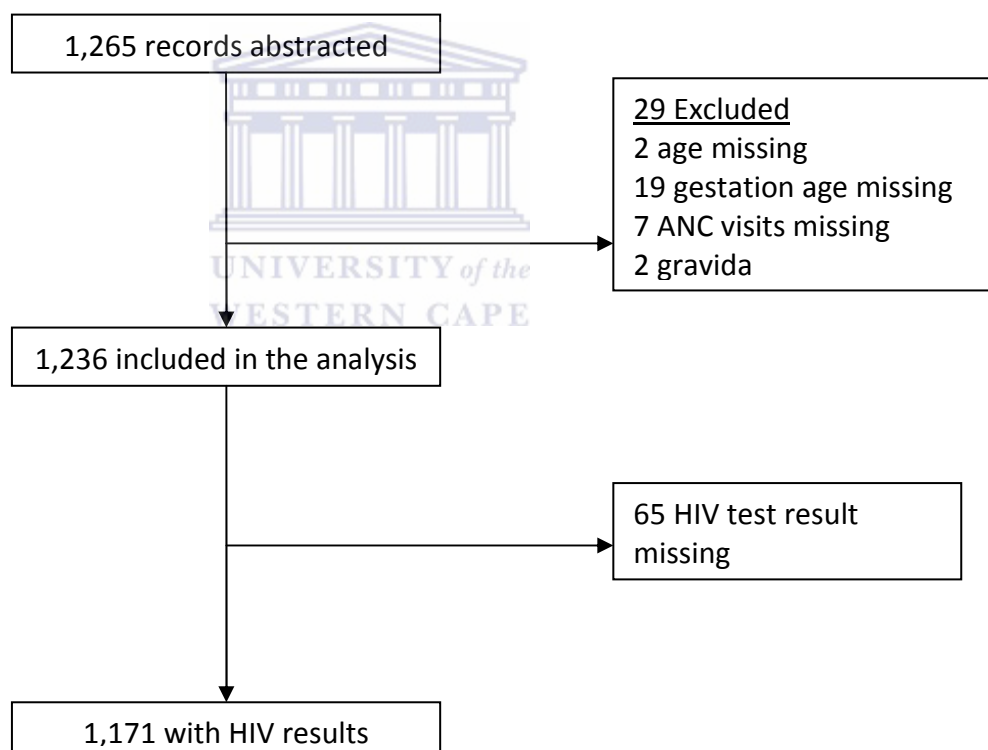 1,265 records abstracted
29 Excluded
2 age missing
19 gestation age missing
7 ANC visits missing
2 gravida
UNIVERSITY of the
WESTERN CAPE
1,236 included in the analysis
65 HIV test result
missing
1,171 with HIV results